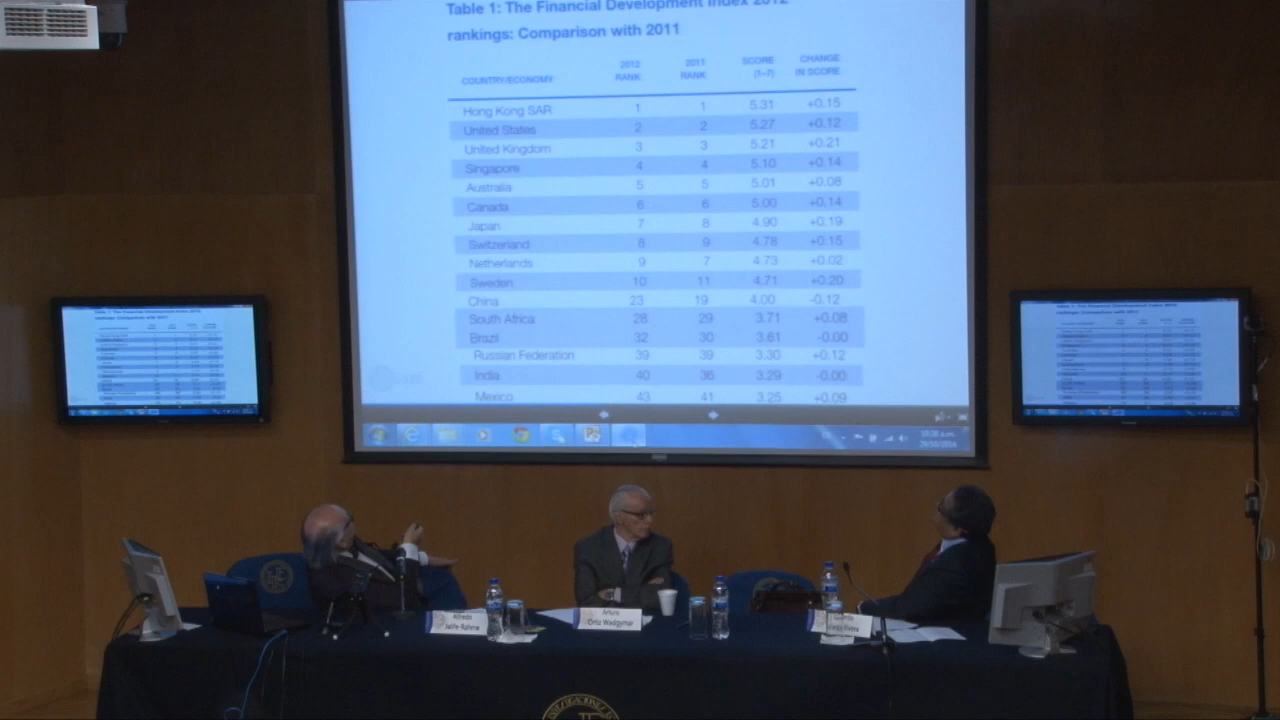 Table 1: The Financial Development Index 2012
rankings: Comparison with 2011
COUNTRY/ECONOMY 2012 RANK 2011 RANK SCORE (1–7) CHANGE IN SCORE
Hong Kong SAR 1 1 5.31 +0.15
United States 2 2 5.27 +0.12
United Kingdom 3 3 5.21 +0.21
Singapore 4 4 5.10 +0.14
Australia 5 5 5.01 +0.08
Canada 6 6 5.00 +0.14
Japan 7 8 4.90 +0.19
Switzerland 8 9 4.78 +0.15
Netherlands 9 7 4.73 +0.02
Sweden 10 11 4.71 +0.20
China 23 19 4.00 -0.12
South Africa 28 29 3.71 +0.08
Brazil 32 30 3.61 -0.00
Russian Federation 39 39 3.30 +0.12
India 40 36 3.29 -0.00
Mexico 43 41 3.25 +0.09
Alfredo
Jalife-Rahme
Arturo
Ortiz Wadgymar